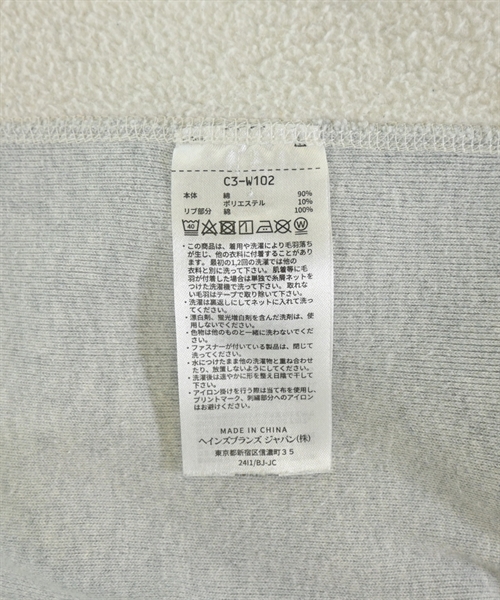 C3-W102
本体 綿 90%
ポリエステル 10%
リブ部分 綿 100%
40
・この商品は、着用や洗濯により毛羽落ち
が生じ、他の衣料に付着することがあり
ます。最初の1,2回の洗濯では他の
衣料と別に洗って下さい。肌着等に毛
羽が付着した場合は単独で糸屑ネットを
つけた洗濯機で洗って下さい。取れな
い毛羽はテープで取り除いて下さい。
・洗濯は裏返しにしてネットに入れて洗っ
てください。
・漂白剤、蛍光増白剤を含んだ洗剤は、使
用しないでください。
・色物は他のものと一緒に洗わないでくだ
さい。
・ファスナーが付いている製品は、閉じて
洗ってください。
・水につけたまま他の洗濯物と重ね合わせ
たり、放置しないようにしてください。
・洗濯後は速やかに形を整え日陰で干して
下さい。
・アイロン掛けを行う際は当て布を使用し、
プリントマーク、刺繍部分へのアイロン
はお避けください。
MADE IN CHINA
ヘインズブランズ ジャパン(株)
東京都新宿区信濃町35
24I1/BJ-JC